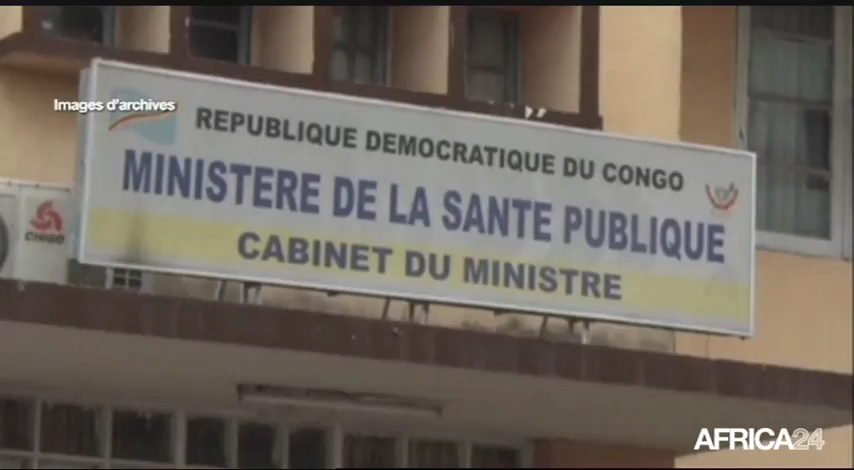 Images d'archives
REPUBLIQUE DEMOCRATIQUE DU CONGO
MINISTERE DE LA SANTE PUBLIQUE
CABINET DU MINISTRE
CHIGO
AFRICA24